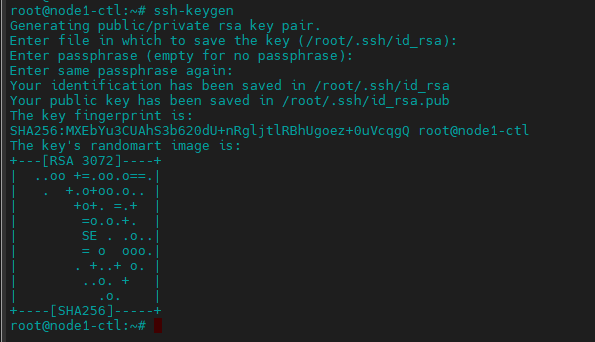 root@node1-ctl:~# ssh-keygen
Generating public/private rsa key pair.
Enter file in which to save the key (/root/.ssh/id_rsa):
Enter passphrase (empty for no passphrase):
Enter same passphrase again:
Your identification has been saved in /root/.ssh/id_rsa
Your public key has been saved in /root/.ssh/id_rsa.pub
The key fingerprint is:
SHA256:MXEbYu3CUAhS3b620dU+nRgljtlRBhUgoez+0uVcqgQ root@node1-ctl
The key's randomart image is:
+---[RSA 3072]----+
|  ..oo +=.oo.o==.|
|   .  +.o+oo.o.. |
|       +o+. =.+  |
|        =o.o.+.  |
|        SE . .o..|
|        = o  ooo.|
|       . +..+ o. |
|        ..o. +   |
|          .o.    |
+----[SHA256]-----+
root@node1-ctl:~#